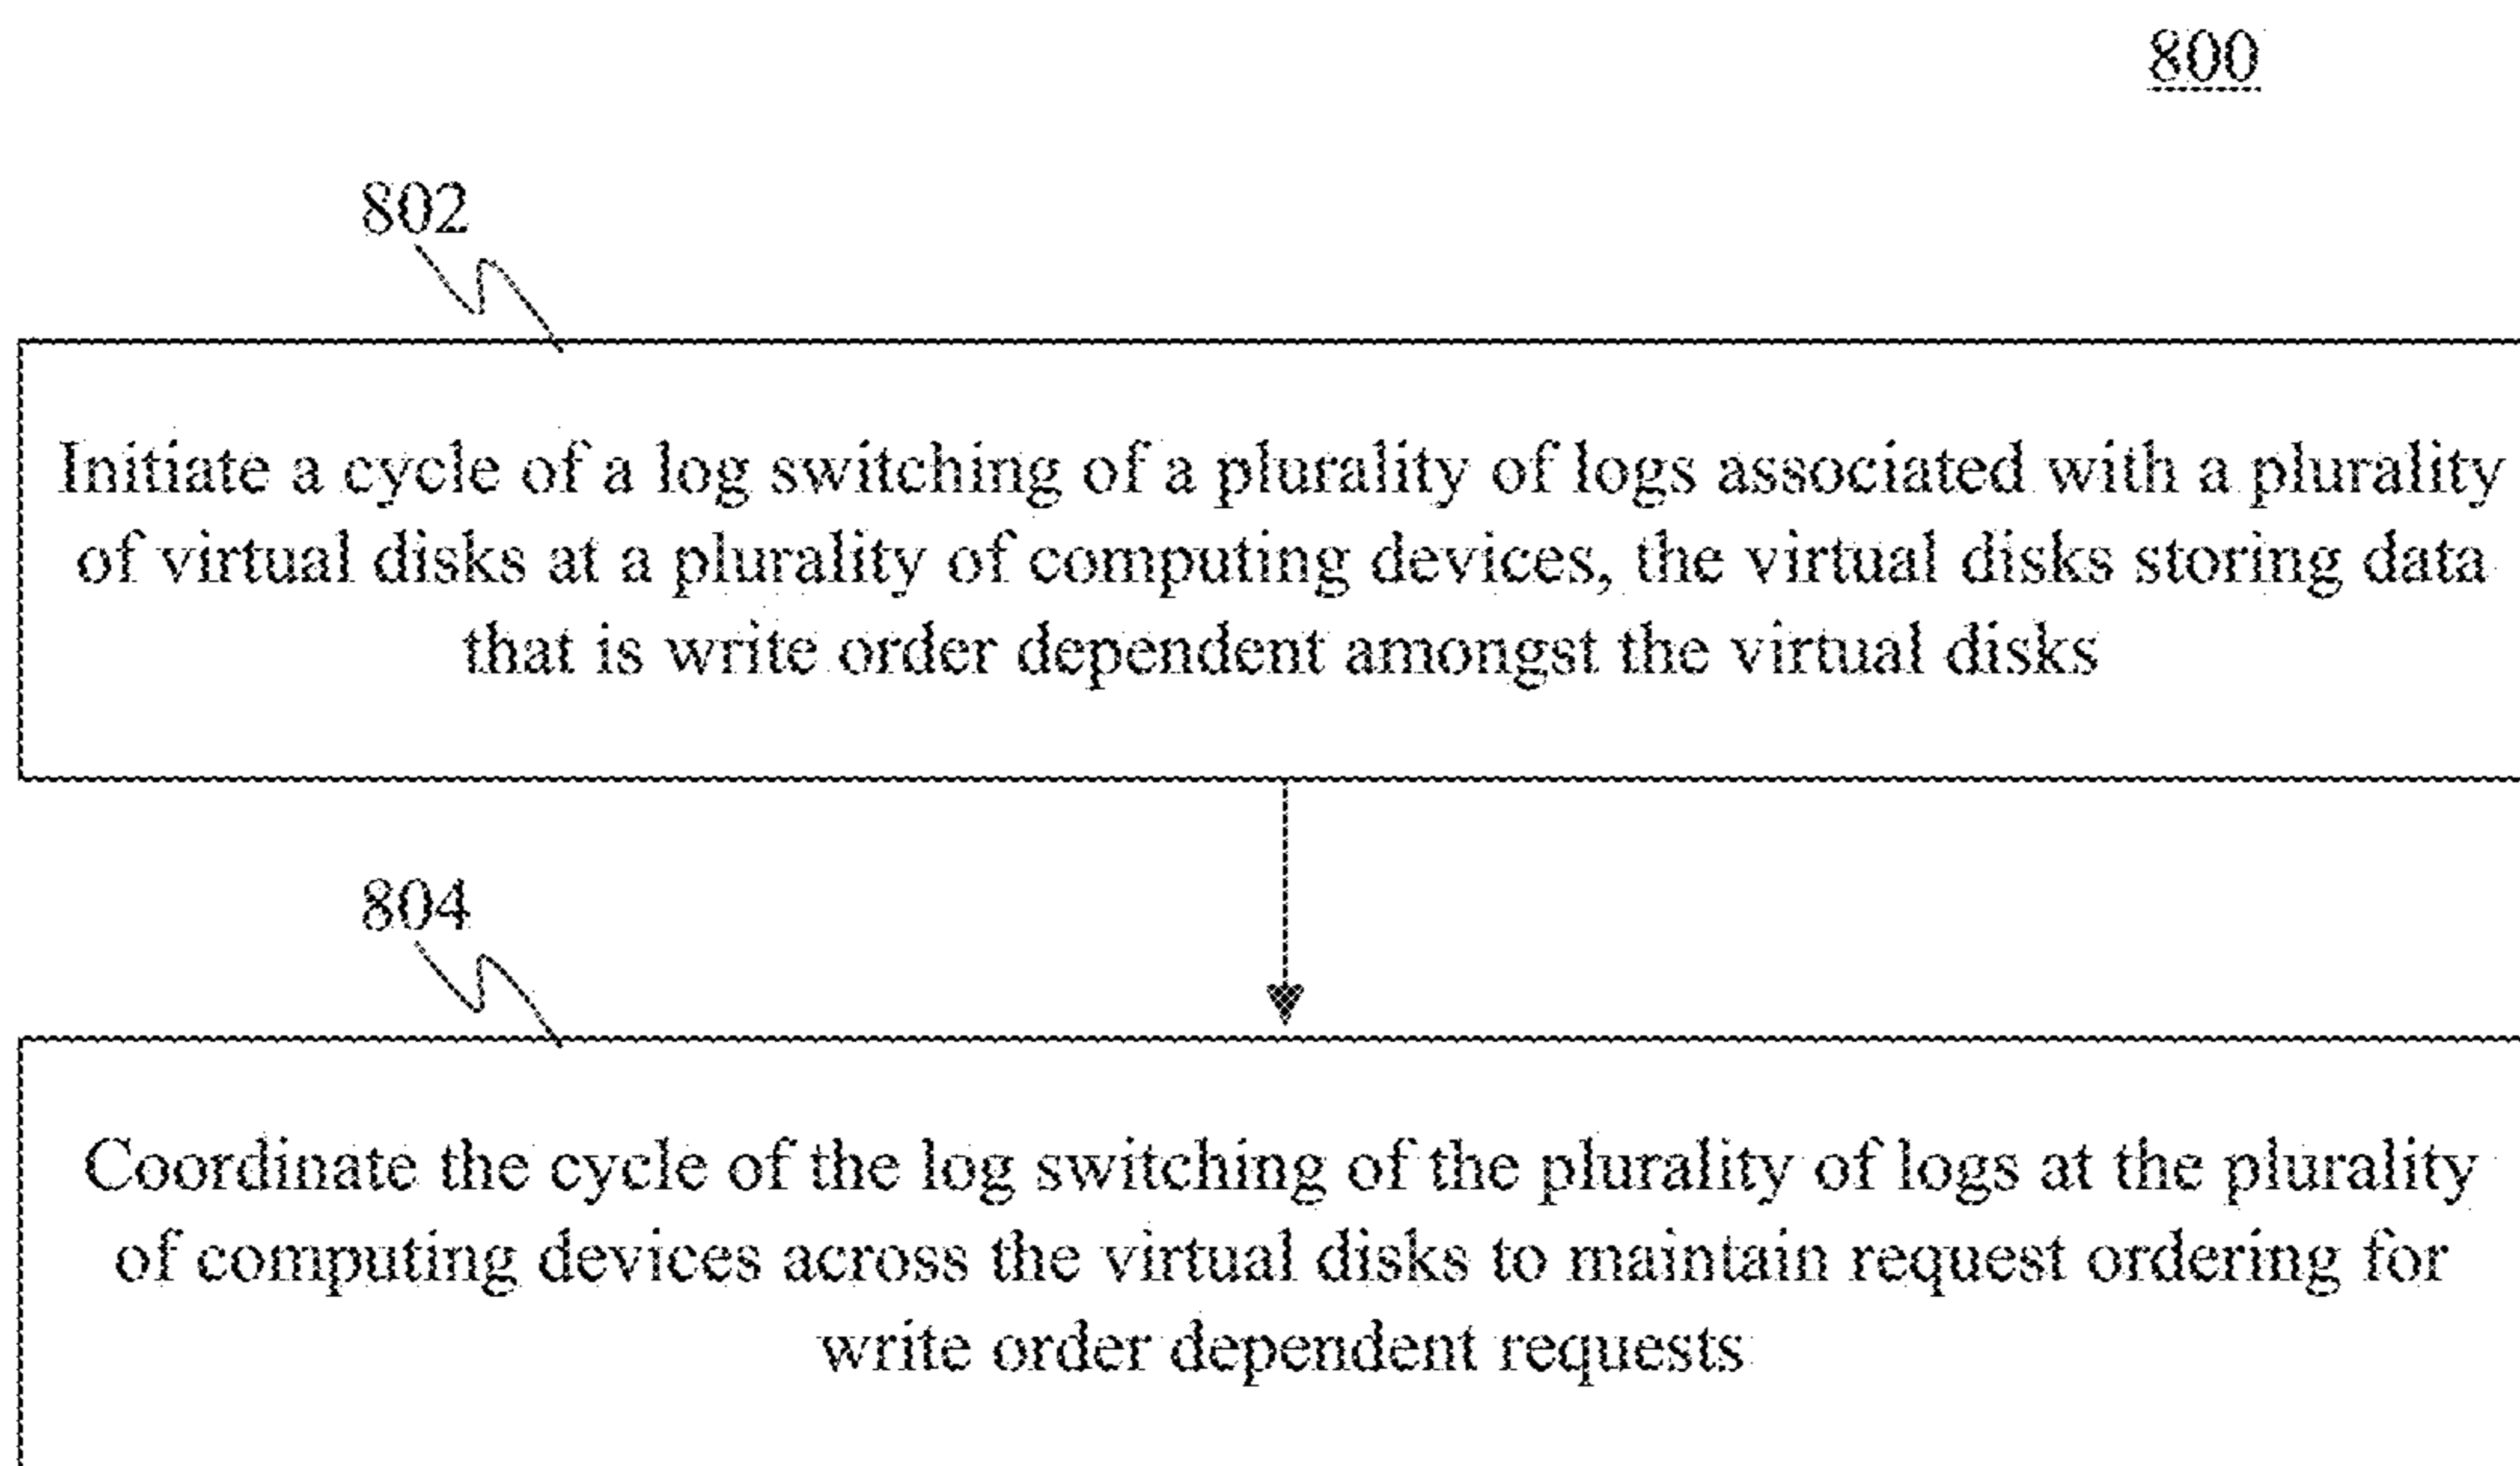 800
802
Initiate a cycle of a log switching of a plurality of logs associated with a plurality
of virtual disks at a plurality of computing devices, the virtual disks storing data
that is write order dependent amongst the virtual disks
804
Coordinate the cycle of the log switching of the plurality of logs at the plurality
of computing devices across the virtual disks to maintain request ordering for
write order dependent requests